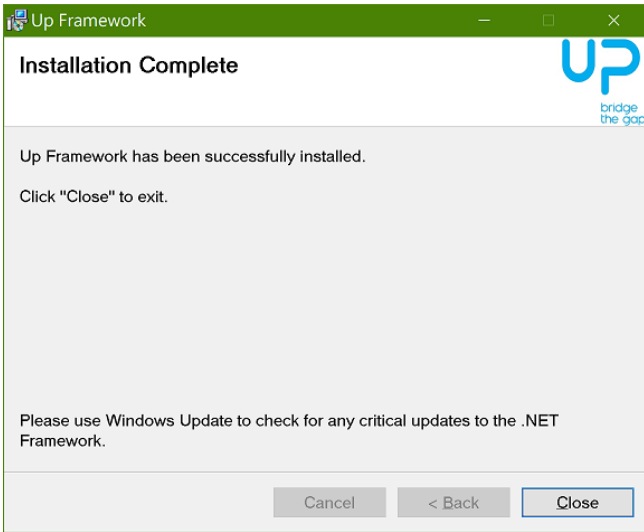 Up Framework
Installation Complete
UP
bridge
the gap
Up Framework has been successfully installed.
Click "Close" to exit.
Please use Windows Update to check for any critical updates to the .NET
Framework.
Cancel
< Back
Close